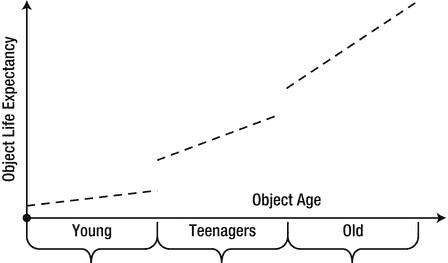 Object Life Expectancy
Object Age
Young
Teenagers
Old